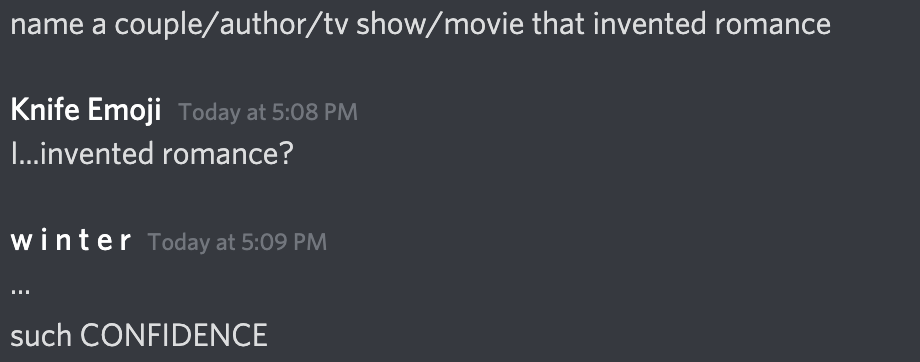 name a couple/author/tv show/movie that invented romance
Knife Emoji Today at 5:08 PM
I...invented romance?
w i n t e r Today at 5:09 PM
...
such CONFIDENCE